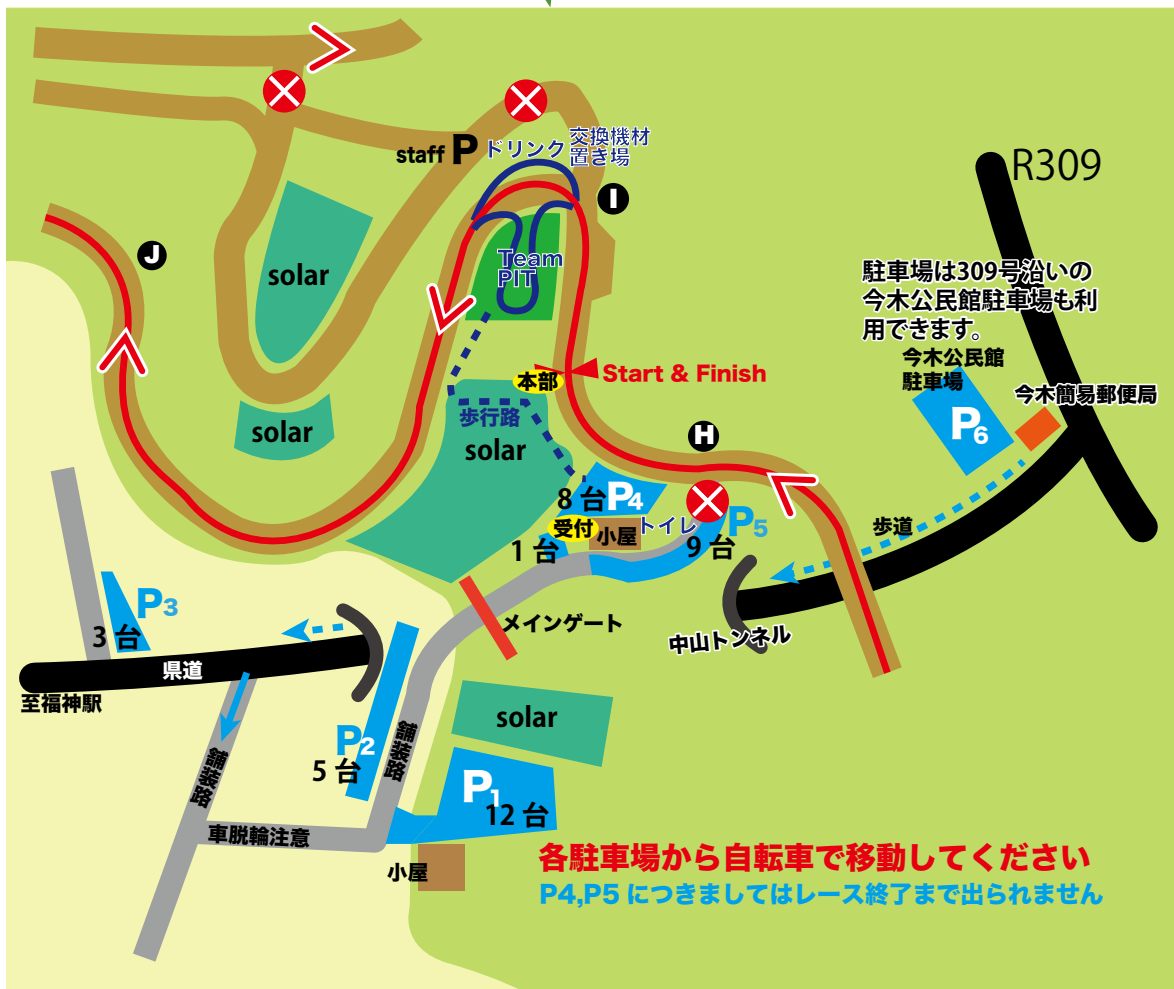 staff P
ドリンク
交換機材
置き場
R309
I
J
solar
Team
PIT
駐車場は309号沿いの
今木公民館駐車場も利
用できます。
今木公民館
駐車場
今木簡易郵便局
本部
Start & Finish
歩行路
solar
solar
H
P6
8 台
P4
受付
小屋
トイレ
P5
1 台
9 台
歩道
P3
3 台
メインゲート
中山トンネル
県道
至福神駅
solar
舗装路
P2
5 台
舗装路
P1
12 台
車脱輪注意
小屋
各駐車場から自転車で移動してください
P4,P5 につきましてはレース終了まで出られません